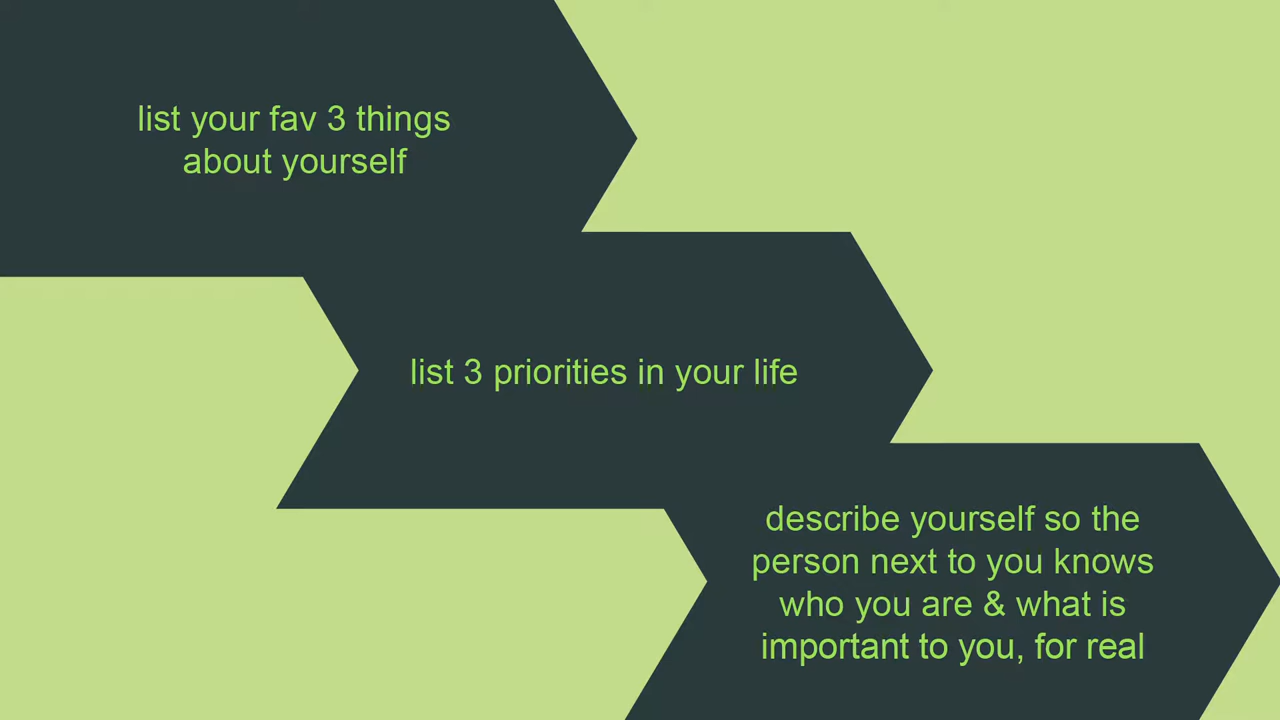 list your fav 3 things
about yourself
list 3 priorities in your life
describe yourself so the
person next to you knows
who you are & what is
important to you, for real